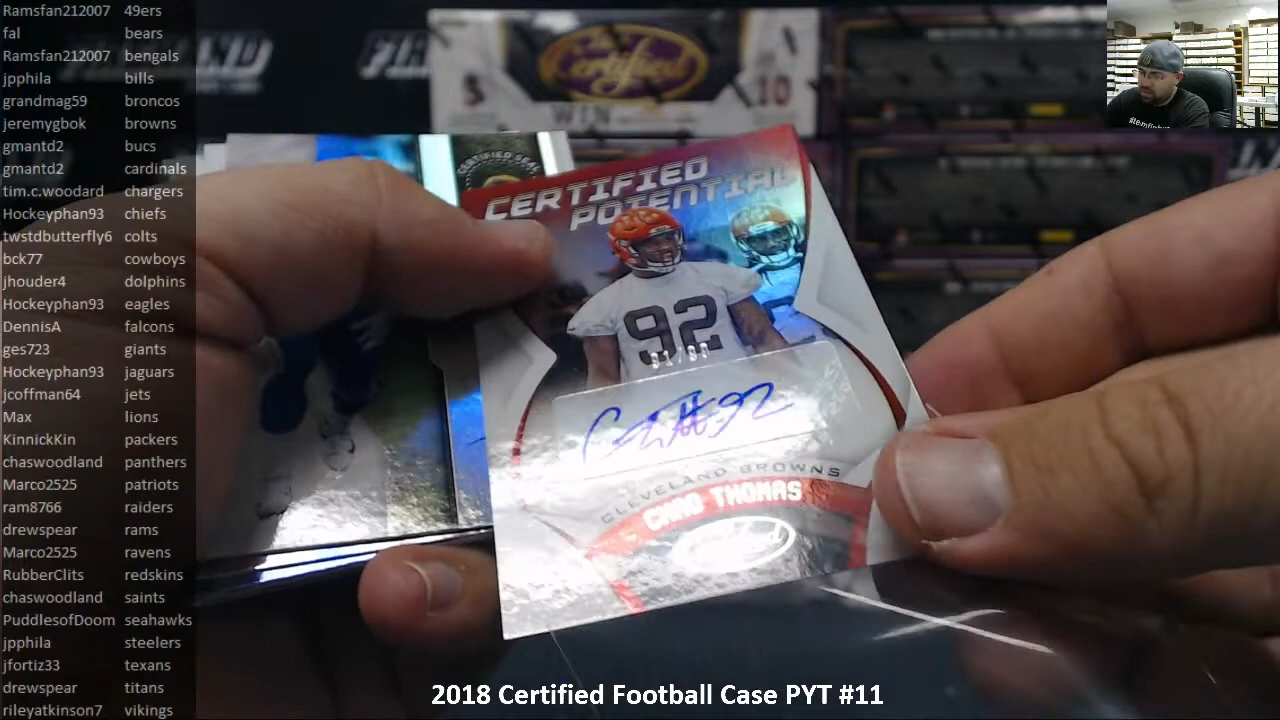 Ramsfan212007 49ers
fal bears
Ramsfan212007 bengals
jpphila bills
grandmag59 broncos
jeremygbok browns
gmantd2 bucs
gmantd2 cardinals
tim.c.woodard chargers
Hockeyphan93 chiefs
twstdbutterfly6 colts
bck77 cowboys
jhouder4 dolphins
Hockeyphan93 eagles
DennisA falcons
ges723 giants
Hockeyphan93 jaguars
jcoffman64 jets
Max lions
KinnickKin packers
chaswoodland panthers
Marco2525 patriots
ram8766 raiders
drewspear rams
Marco2525 ravens
RubberClits redskins
chaswoodland saints
PuddlesofDoom seahawks
jpphila steelers
jfortiz33 texans
drewspear titans
rileyatkinson7 vikings
Certified
5
10
CERTIFIED
POTENTIAL
92
#92
CLEVELAND BROWNS
CHAD THOMAS
2018 Certified Football Case PYT #11